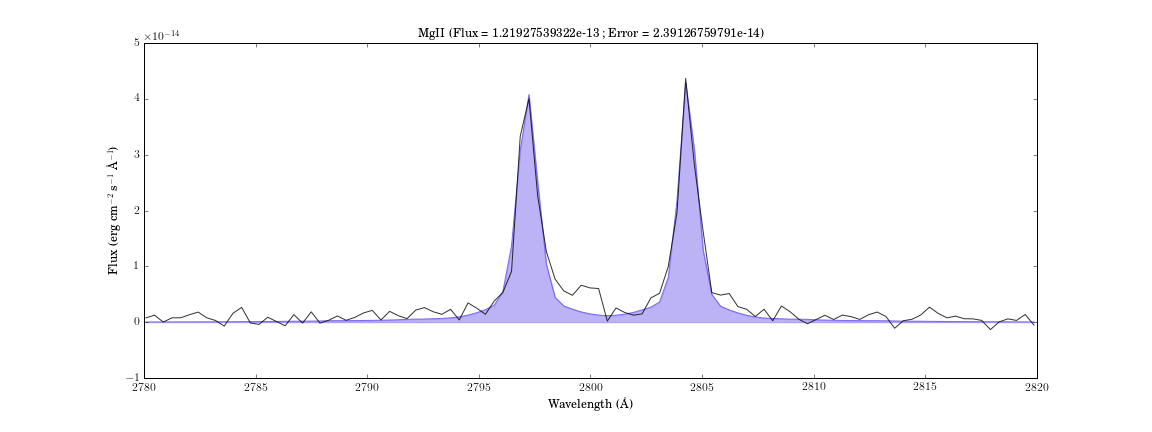 MgII (Flux = 1.21927539322e-13 ; Error = 2.39126759791e-14)
×10⁻¹⁴
5
4
3
2
1
0
−1
Flux (erg cm⁻² s⁻¹ Å⁻¹)
2780 2785 2790 2795 2800 2805 2810 2815 2820
Wavelength (Å)